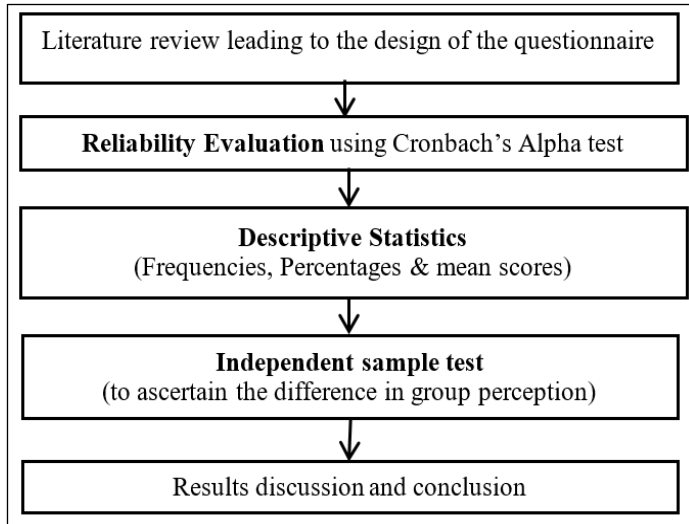 Literature review leading to the design of the questionnaire
Reliability Evaluation using Cronbach’s Alpha test
Descriptive Statistics
(Frequencies, Percentages & mean scores)
Independent sample test
(to ascertain the difference in group perception)
Results discussion and conclusion